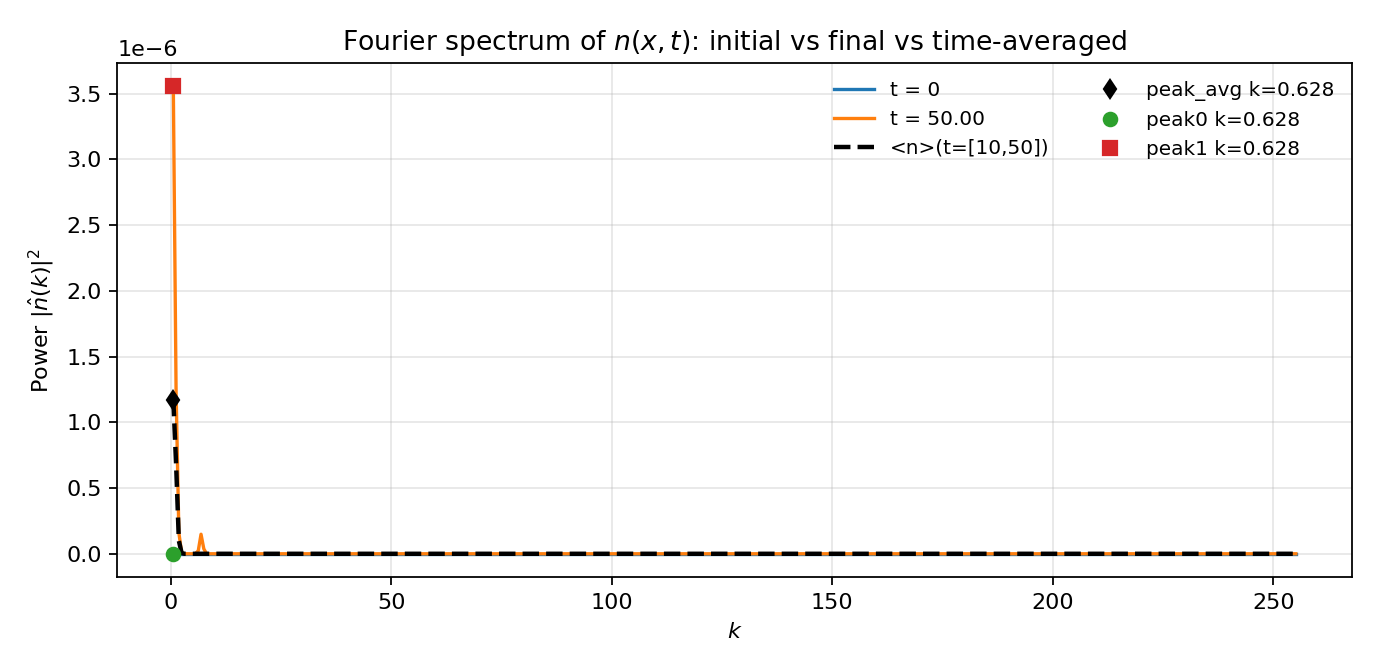 Fourier spectrum of n(x, t): initial vs final vs time-averaged
1e−6
3.5
3.0
2.5
2.0
1.5
1.0
0.5
0.0
Power |n̂(k)|²
t = 0
t = 50.00
<n>(t=[10,50])
peak_avg k=0.628
peak0 k=0.628
peak1 k=0.628
0 50 100 150 200 250
k